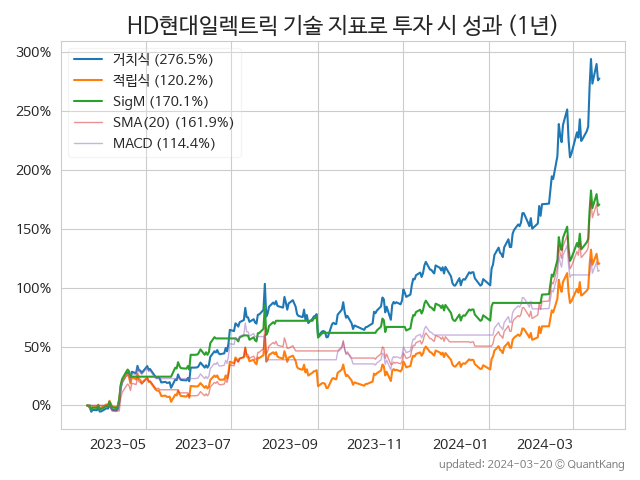 HD현대일렉트릭 기술 지표로 투자 시 성과 (1년)
300%
250%
200%
150%
100%
50%
0%
거치식 (276.5%)
적립식 (120.2%)
SigM (170.1%)
SMA(20) (161.9%)
MACD (114.4%)
2023-05
2023-07
2023-09
2023-11
2024-01
2024-03
updated: 2024-03-20 © QuantKang